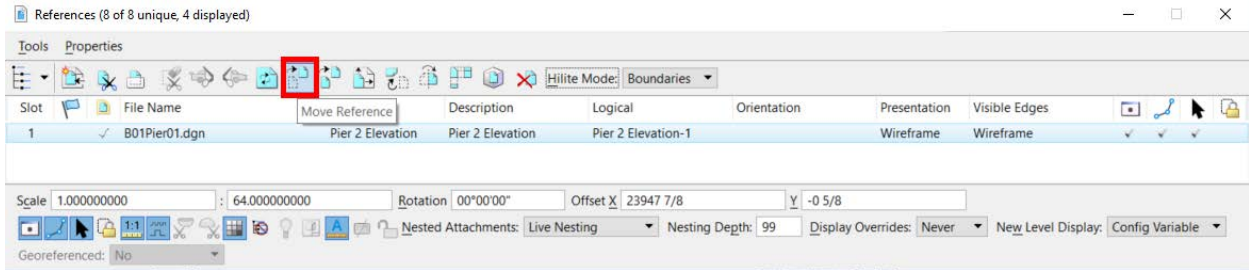 References (8 of 8 unique, 4 displayed)
Tools Properties
Hilite Mode: Boundaries
Slot File Name Description Logical Orientation Presentation Visible Edges
Move Reference
1 B01Pier01.dgn Pier 2 Elevation Pier 2 Elevation Pier 2 Elevation-1 Wireframe Wireframe
Scale 1.000000000 : 64.000000000 Rotation 00°00'00" Offset X 23947 7/8 Y -0 5/8
1:1 A Nested Attachments: Live Nesting Nesting Depth: 99 Display Overrides: Never New Level Display: Config Variable
Georeferenced: No